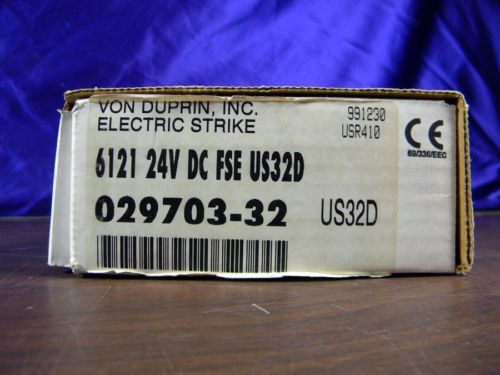 VON DUPRIN, INC.
ELECTRIC STRIKE
991230
USR410
CE
89/336/EEC
6121 24V DC FSE US32D
029703-32
US32D